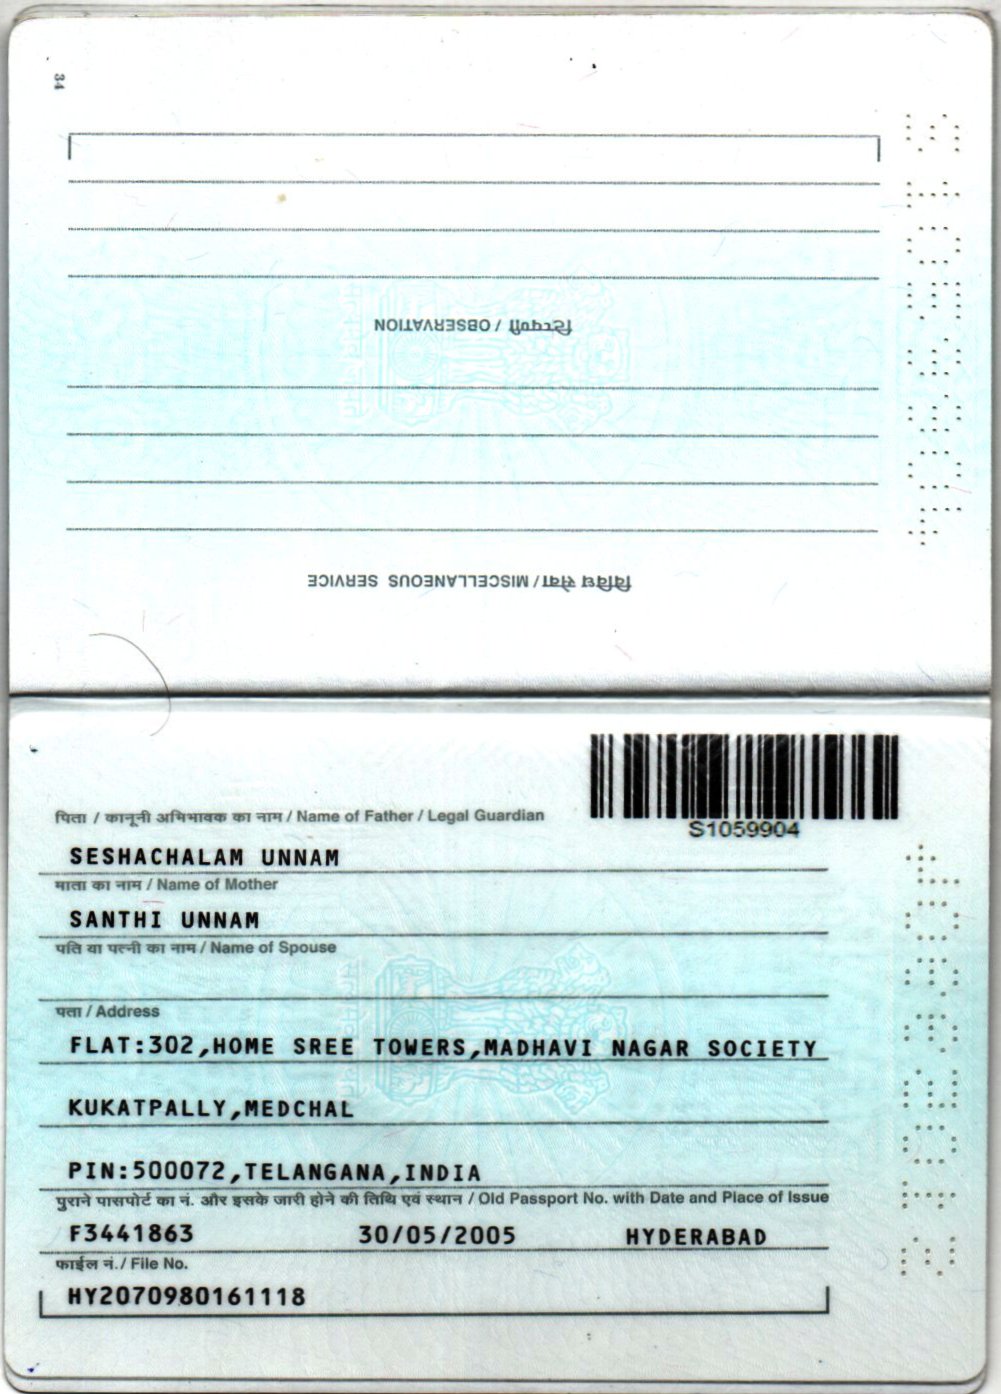 34
टिप्पणी / OBSERVATION
विविध सेवा / MISCELLANEOUS SERVICE
S1059904
पिता / कानूनी अभिभावक का नाम / Name of Father / Legal Guardian
SESHACHALAM UNNAM
माता का नाम / Name of Mother
SANTHI UNNAM
पति या पत्नी का नाम / Name of Spouse
पता / Address
FLAT:302,HOME SREE TOWERS,MADHAVI NAGAR SOCIETY
KUKATPALLY,MEDCHAL
PIN:500072,TELANGANA,INDIA
पुराने पासपोर्ट का नं. और इसके जारी होने की तिथि एवं स्थान / Old Passport No. with Date and Place of Issue
F3441863 30/05/2005 HYDERABAD
फाईल नं./ File No.
HY2070980161118